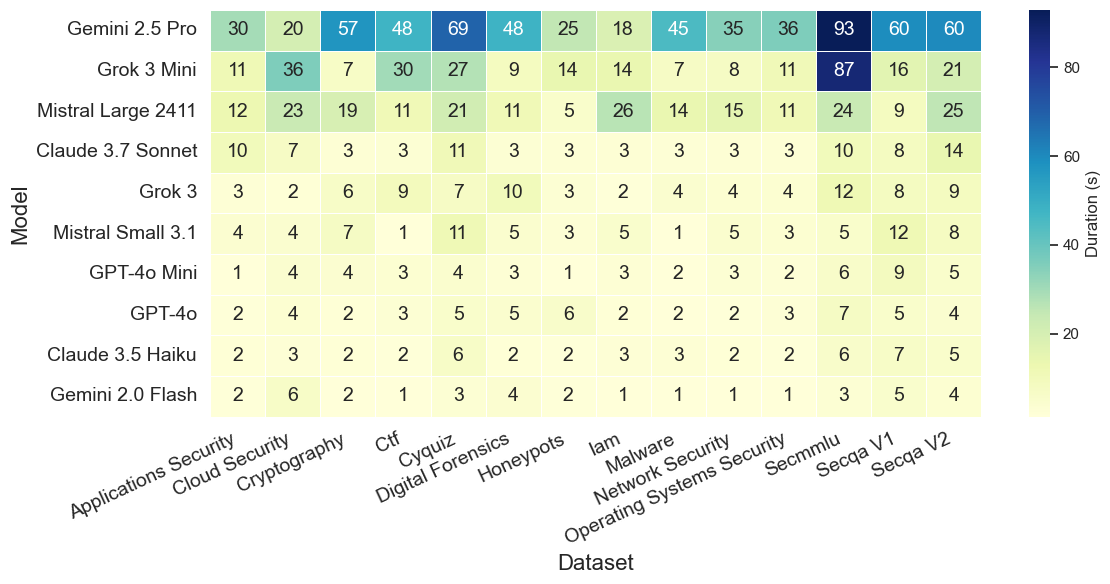 Gemini 2.5 Pro 30 20 57 48 69 48 25 18 45 35 36 93 60 60
Grok 3 Mini 11 36 7 30 27 9 14 14 7 8 11 87 16 21
Mistral Large 2411 12 23 19 11 21 11 5 26 14 15 11 24 9 25
Claude 3.7 Sonnet 10 7 3 3 11 3 3 3 3 3 3 10 8 14
Grok 3 3 2 6 9 7 10 3 2 4 4 4 12 8 9
Mistral Small 3.1 4 4 7 1 11 5 3 5 1 5 3 5 12 8
GPT-4o Mini 1 4 4 3 4 3 1 3 2 3 2 6 9 5
GPT-4o 2 4 2 3 5 5 6 2 2 2 3 7 5 4
Claude 3.5 Haiku 2 3 2 2 6 2 2 3 3 2 2 6 7 5
Gemini 2.0 Flash 2 6 2 1 3 4 2 1 1 1 1 3 5 4
Model
Applications Security
Cloud Security
Cryptography
Ctf
Cyquiz
Digital Forensics
Honeypots
Iam
Malware
Network Security
Operating Systems Security
Secmmlu
Secqa V1
Secqa V2
Dataset
80
60
40
20
Duration (s)